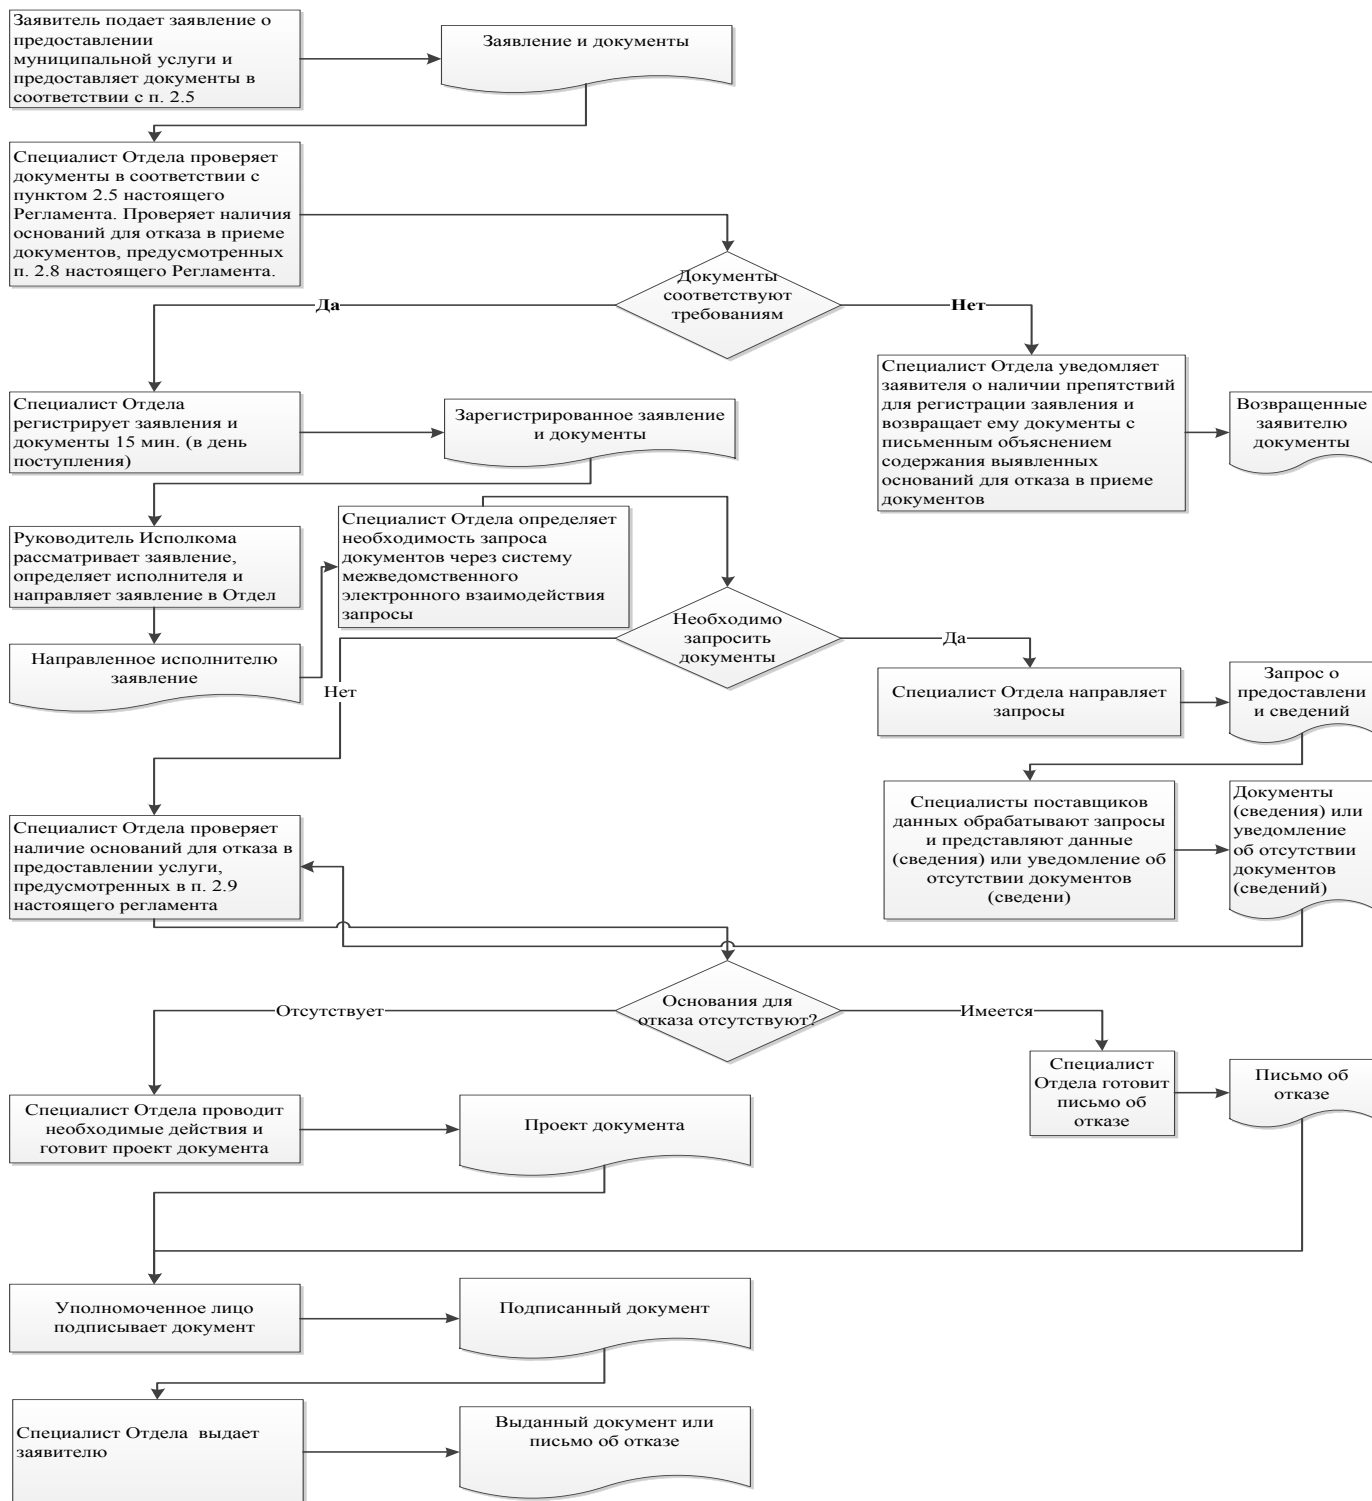 Заявитель подает заявление о
предоставлении
муниципальной услуги и
предоставляет документы в
соответствии с п. 2.5
Заявление и документы
Специалист Отдела проверяет
документы в соответствии с
пунктом 2.5 настоящего
Регламента. Проверяет наличия
оснований для отказа в приеме
документов, предусмотренных
п. 2.8 настоящего Регламента.
Документы
соответствуют
требованиям
Да
Нет
Специалист Отдела
регистрирует заявления и
документы 15 мин. (в день
поступления)
Зарегистрированное заявление
и документы
Специалист Отдела уведомляет
заявителя о наличии препятствий
для регистрации заявления и
возвращает ему документы с
письменным объяснением
содержания выявленных
оснований для отказа в приеме
документов
Возвращенные
заявителю
документы
Руководитель Исполкома
рассматривает заявление,
определяет исполнителя и
направляет заявление в Отдел
Специалист Отдела определяет
необходимость запроса
документов через систему
межведомственного
электронного взаимодействия
запросы
Необходимо
запросить
документы
Да
Нет
Направленное исполнителю
заявление
Специалист Отдела направляет
запросы
Запрос о
предоставлени
и сведений
Специалист Отдела проверяет
наличие оснований для отказа в
предоставлении услуги,
предусмотренных в п. 2.9
настоящего регламента
Специалисты поставщиков
данных обрабатывают запросы
и представляют данные
(сведения) или уведомление об
отсутствии документов
(сведени)
Документы
(сведения) или
уведомление
об отсутствии
документов
(сведений)
Основания для
отказа отсутствуют?
Отсутствует
Имеется
Специалист
Отдела готовит
письмо об
отказе
Письмо об
отказе
Специалист Отдела проводит
необходимые действия и
готовит проект документа
Проект документа
Уполномоченное лицо
подписывает документ
Подписанный документ
Специалист Отдела  выдает
заявителю
Выданный документ или
письмо об отказе